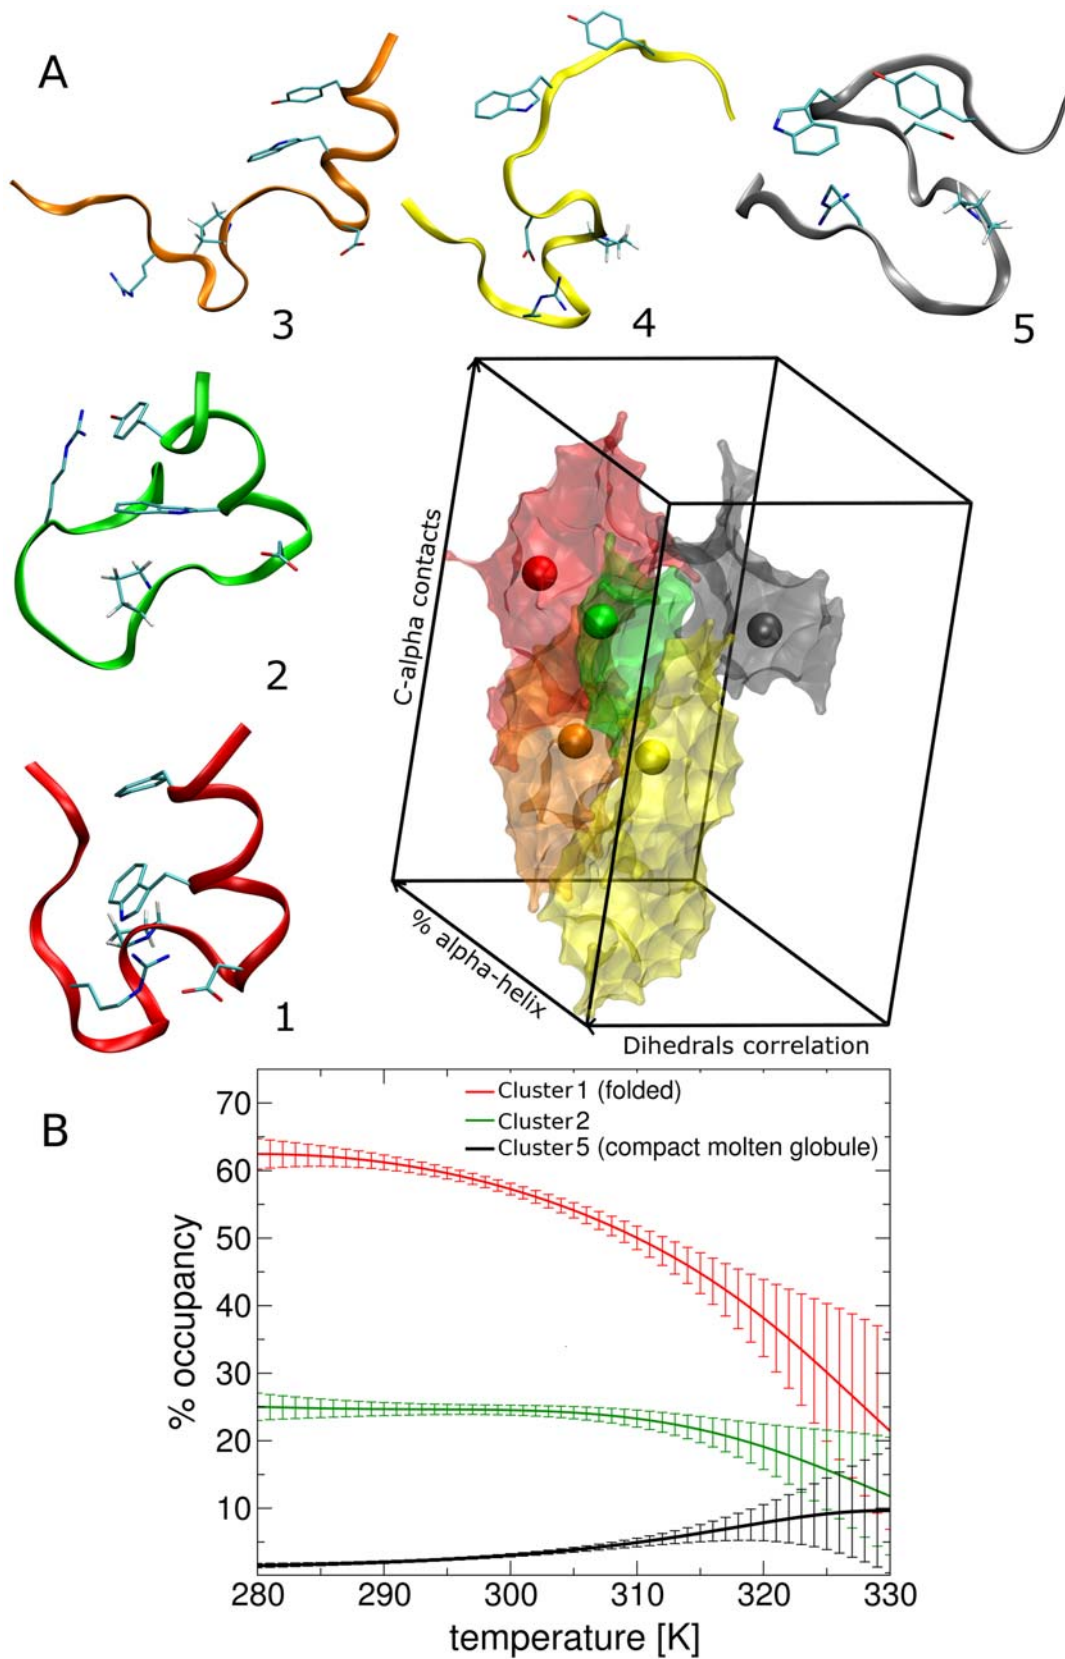 A
3
4
5
2
1
C-alpha contacts
% alpha-helix
Dihedrals correlation
B
Cluster 1 (folded)
Cluster 2
Cluster 5 (compact molten globule)
% occupancy
70
60
50
40
30
20
10
280
290
300
310
320
330
temperature [K]